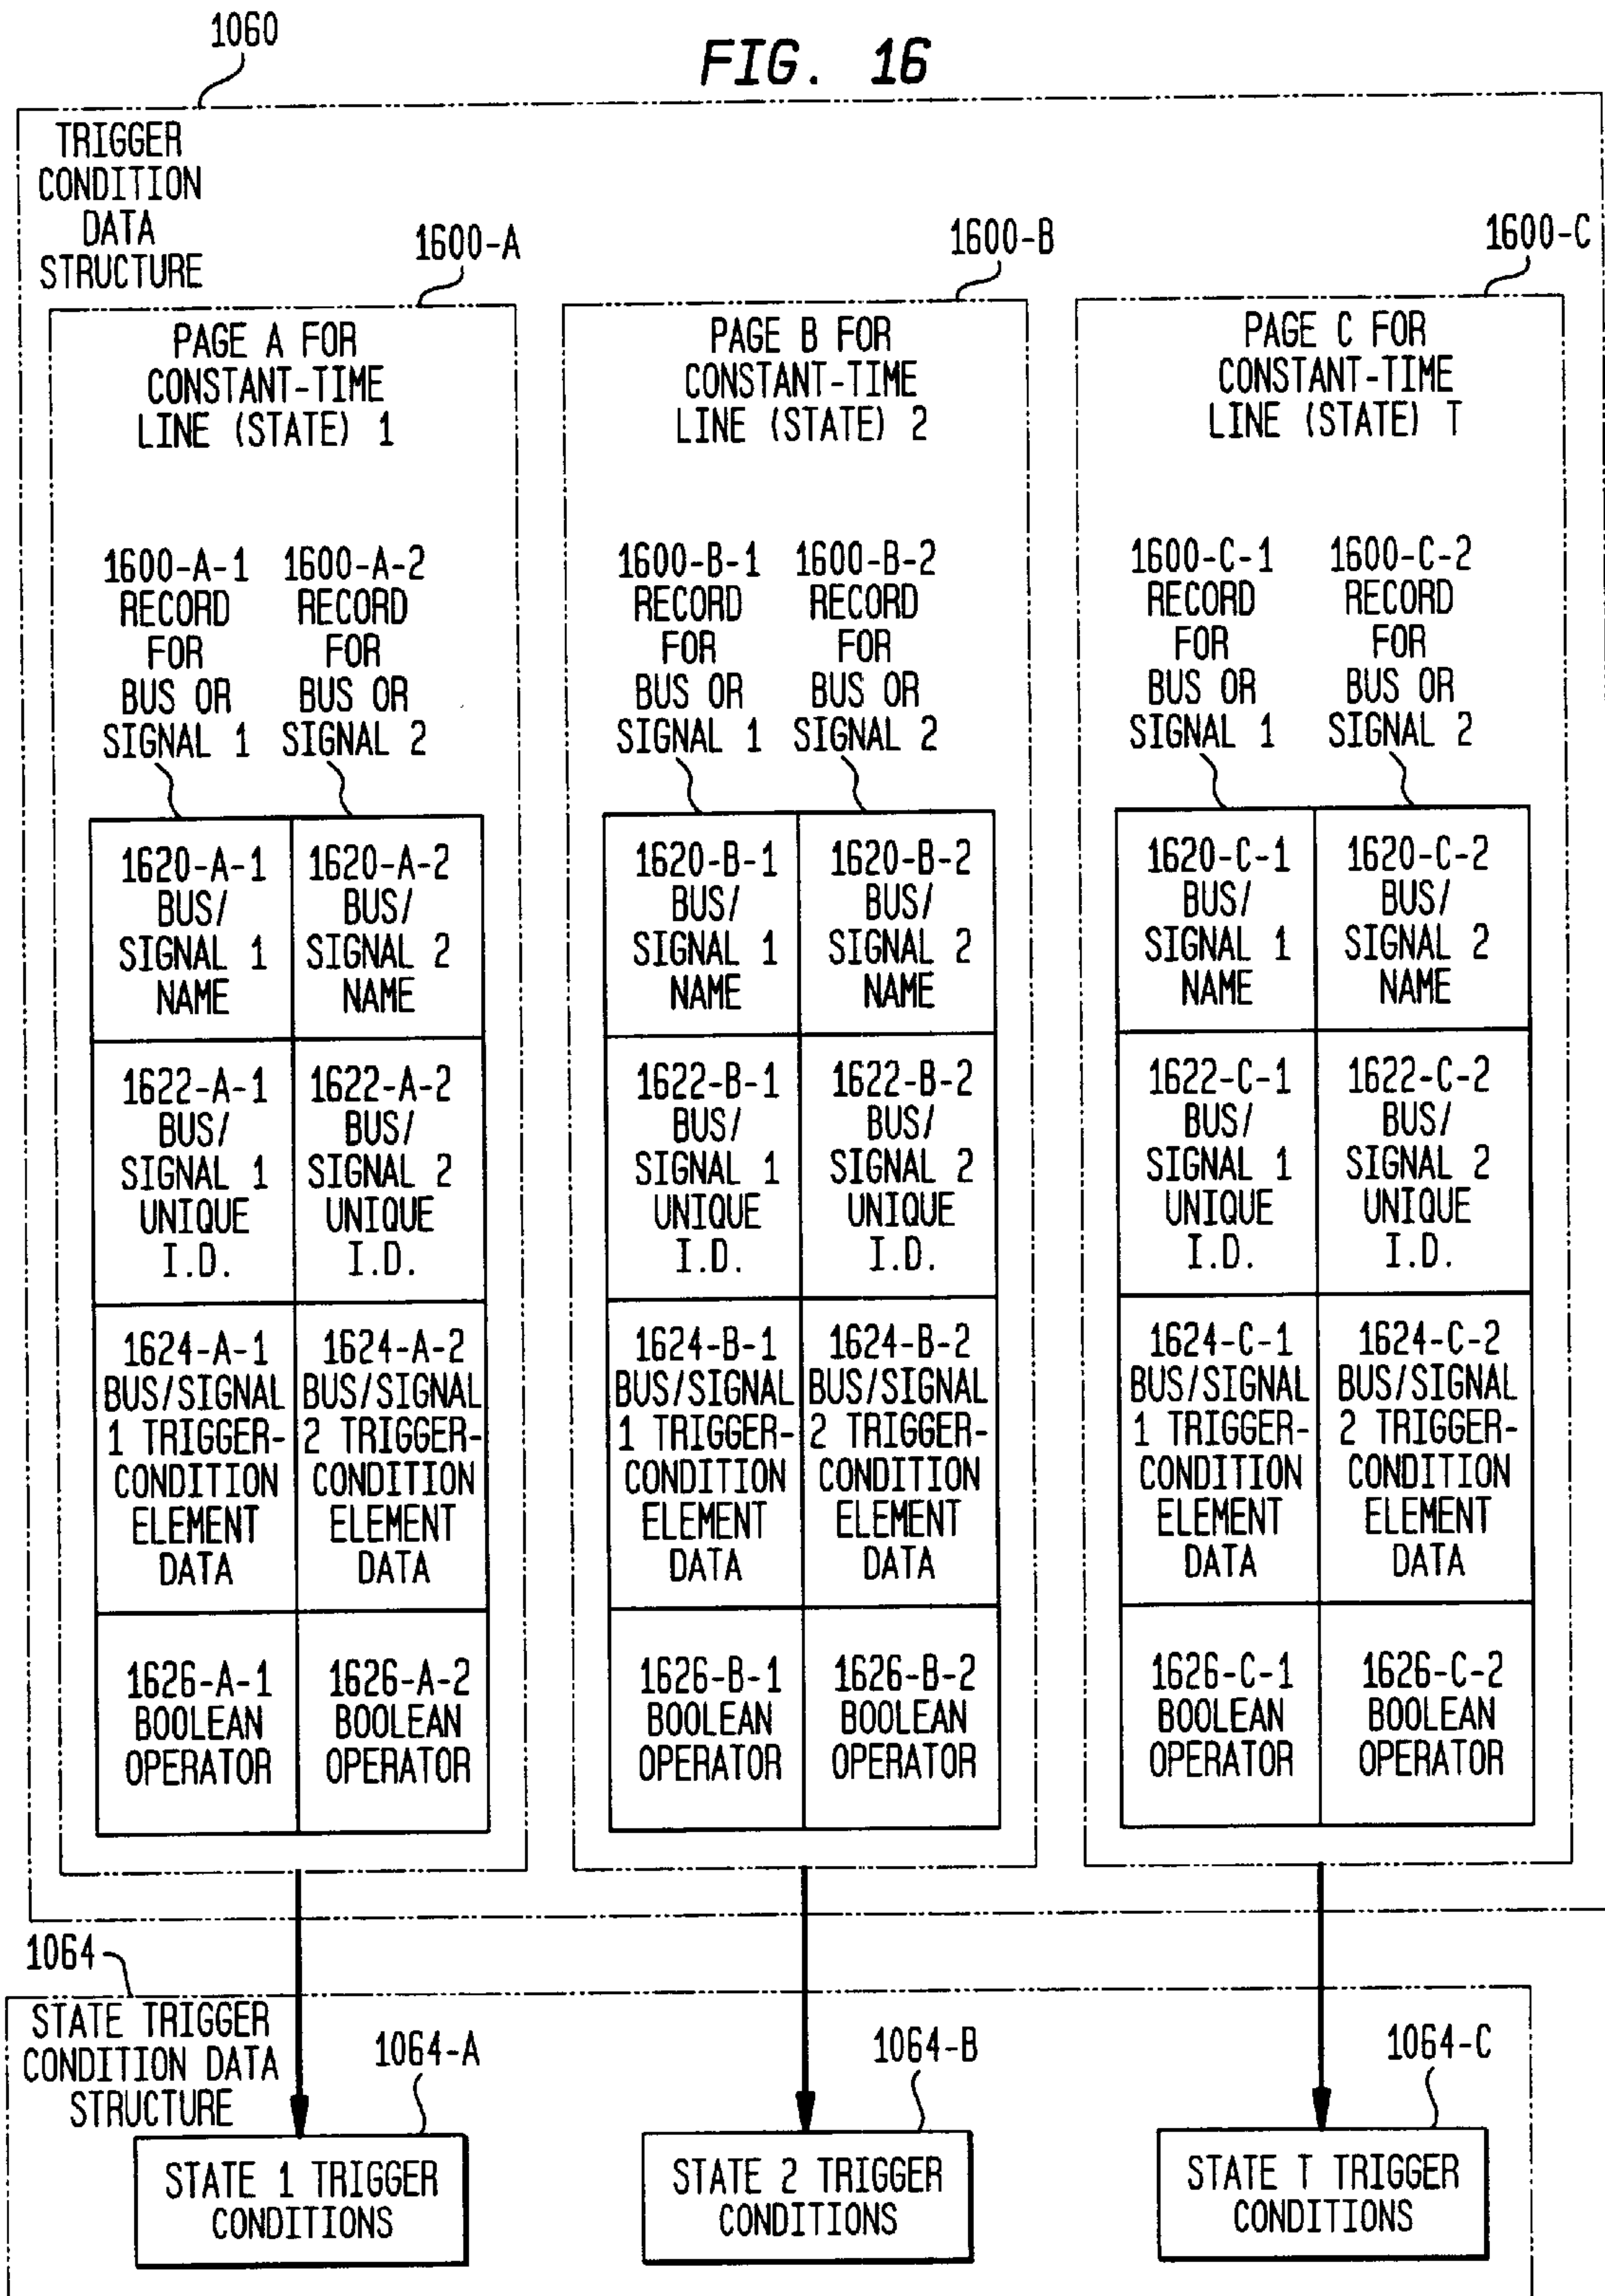 1060
FIG. 16
TRIGGER
CONDITION
DATA
STRUCTURE
1600-A
1600-B
1600-C
PAGE A FOR
CONSTANT-TIME
LINE (STATE) 1
PAGE B FOR
CONSTANT-TIME
LINE (STATE) 2
PAGE C FOR
CONSTANT-TIME
LINE (STATE) T
1600-A-1
RECORD
FOR
BUS OR
SIGNAL 1
1600-A-2
RECORD
FOR
BUS OR
SIGNAL 2
1600-B-1
RECORD
FOR
BUS OR
SIGNAL 1
1600-B-2
RECORD
FOR
BUS OR
SIGNAL 2
1600-C-1
RECORD
FOR
BUS OR
SIGNAL 1
1600-C-2
RECORD
FOR
BUS OR
SIGNAL 2
1620-A-1
BUS/
SIGNAL 1
NAME
1620-A-2
BUS/
SIGNAL 2
NAME
1620-B-1
BUS/
SIGNAL 1
NAME
1620-B-2
BUS/
SIGNAL 2
NAME
1620-C-1
BUS/
SIGNAL 1
NAME
1620-C-2
BUS/
SIGNAL 2
NAME
1622-A-1
BUS/
SIGNAL 1
UNIQUE
I.D.
1622-A-2
BUS/
SIGNAL 2
UNIQUE
I.D.
1622-B-1
BUS/
SIGNAL 1
UNIQUE
I.D.
1622-B-2
BUS/
SIGNAL 2
UNIQUE
I.D.
1622-C-1
BUS/
SIGNAL 1
UNIQUE
I.D.
1622-C-2
BUS/
SIGNAL 2
UNIQUE
I.D.
1624-A-1
BUS/SIGNAL
1 TRIGGER-
CONDITION
ELEMENT
DATA
1624-A-2
BUS/SIGNAL
2 TRIGGER-
CONDITION
ELEMENT
DATA
1624-B-1
BUS/SIGNAL
1 TRIGGER-
CONDITION
ELEMENT
DATA
1624-B-2
BUS/SIGNAL
2 TRIGGER-
CONDITION
ELEMENT
DATA
1624-C-1
BUS/SIGNAL
1 TRIGGER-
CONDITION
ELEMENT
DATA
1624-C-2
BUS/SIGNAL
2 TRIGGER-
CONDITION
ELEMENT
DATA
1626-A-1
BOOLEAN
OPERATOR
1626-A-2
BOOLEAN
OPERATOR
1626-B-1
BOOLEAN
OPERATOR
1626-B-2
BOOLEAN
OPERATOR
1626-C-1
BOOLEAN
OPERATOR
1626-C-2
BOOLEAN
OPERATOR
1064
STATE TRIGGER
CONDITION DATA
STRUCTURE
1064-A
1064-B
1064-C
STATE 1 TRIGGER
CONDITIONS
STATE 2 TRIGGER
CONDITIONS
STATE T TRIGGER
CONDITIONS